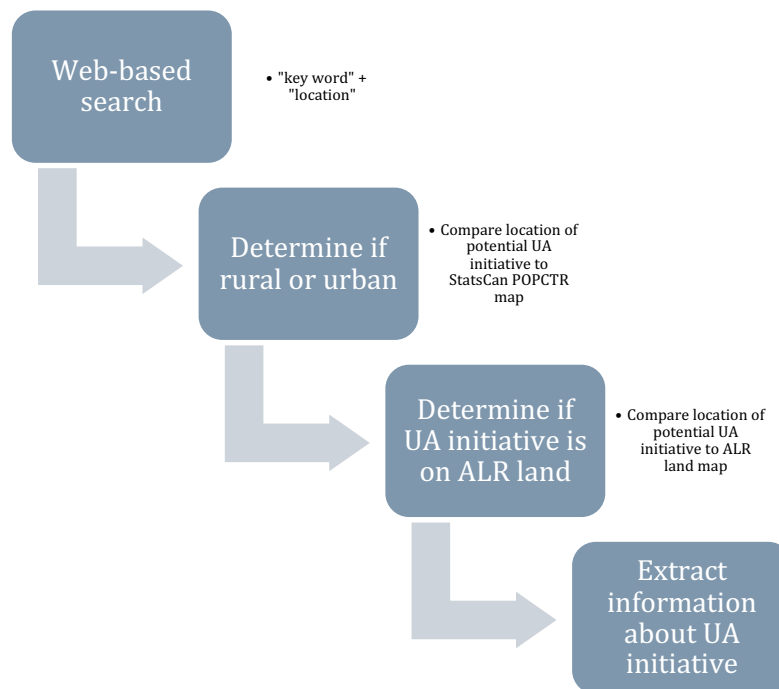 Web-based
search
• "key word" +
"location"
Determine if
rural or urban
• Compare location of
potential UA
initiative to
StatsCan POPCTR
map
Determine if
UA initiative is
on ALR land
• Compare location of
potential UA
initiative to ALR
land map
Extract
information
about UA
initiative